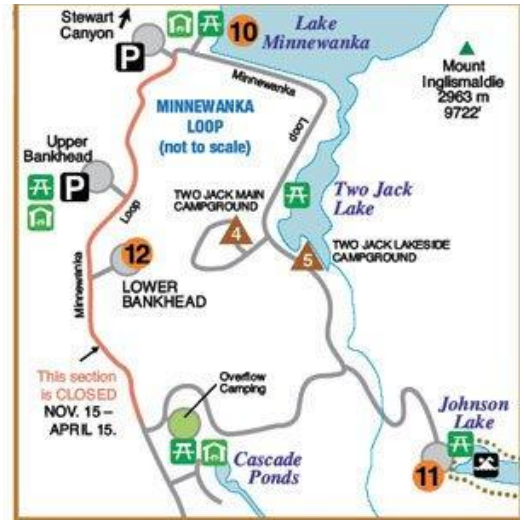 Stewart
Canyon
P
10
Lake
Minnewanka
Mount
Inglismaldie
2963 m
9722'
Minnewanka
Loop
MINNEWANKA
LOOP
(not to scale)
Upper
Bankhead
P
TWO JACK MAIN
CAMPGROUND
4
Two Jack
Lake
Loop
12
LOWER
BANKHEAD
5
TWO JACK LAKESIDE
CAMPGROUND
Minnewanka
This section
is CLOSED
NOV. 15 –
APRIL 15.
Overflow
Camping
Cascade
Ponds
Johnson
Lake
11